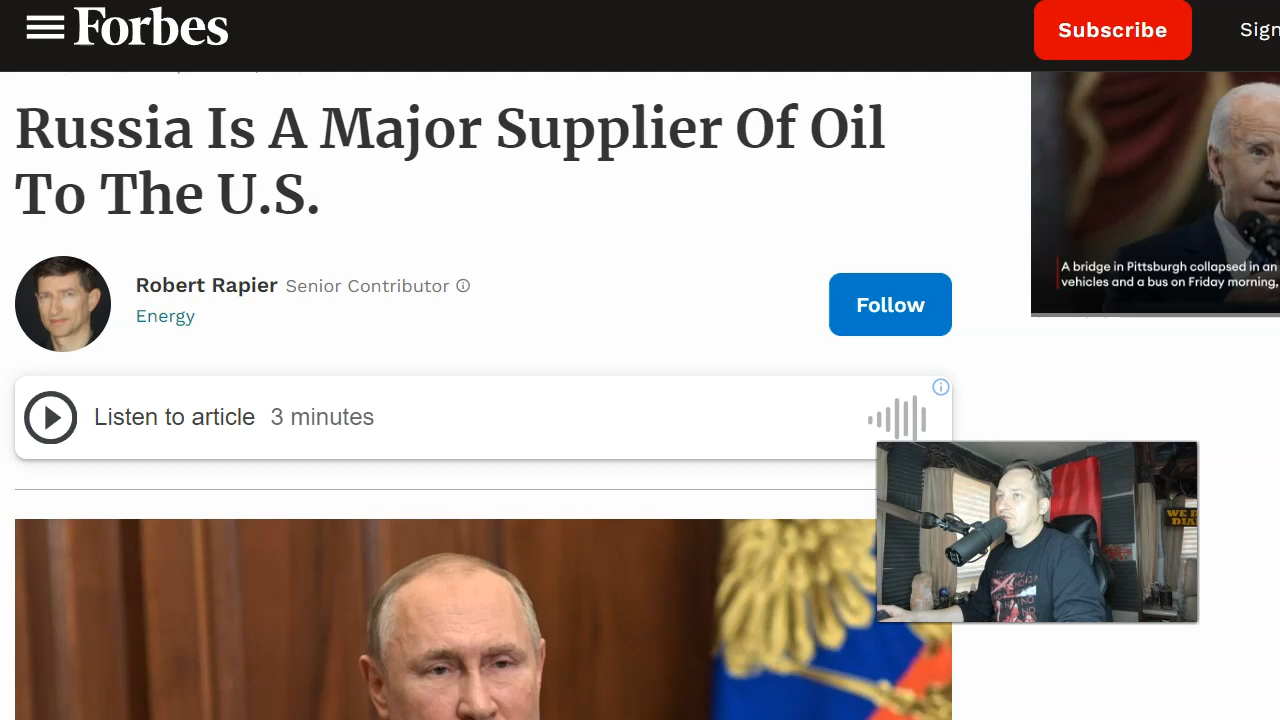 Forbes
Subscribe
Sign
Russia Is A Major Supplier Of Oil
To The U.S.
Robert Rapier Senior Contributor
Energy
Follow
Listen to article 3 minutes
A bridge in Pittsburgh collapsed in an
vehicles and a bus on Friday morning,